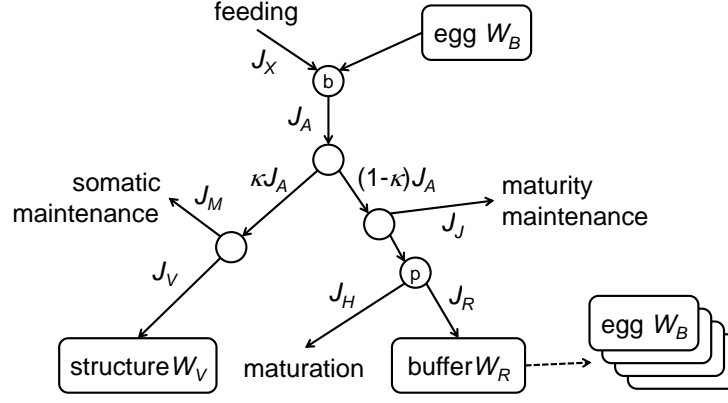 feeding
egg W_B
J_X
b
J_A
κJ_A
(1-κ)J_A
somatic
maintenance
J_M
maturity
maintenance
J_J
J_V
p
J_H
J_R
structure W_V
maturation
buffer W_R
egg W_B